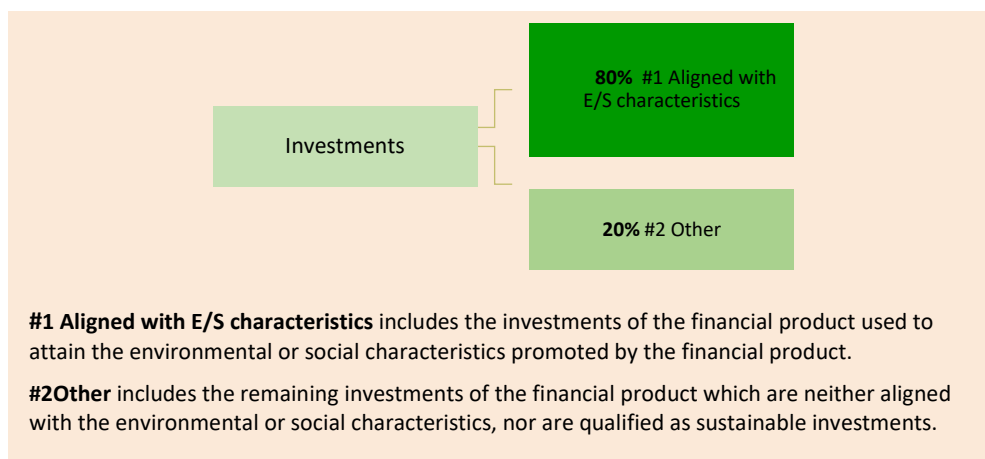 80% #1 Aligned with
E/S characteristics
Investments
20% #2 Other
#1 Aligned with E/S characteristics includes the investments of the financial product used to
attain the environmental or social characteristics promoted by the financial product.
#2Other includes the remaining investments of the financial product which are neither aligned
with the environmental or social characteristics, nor are qualified as sustainable investments.